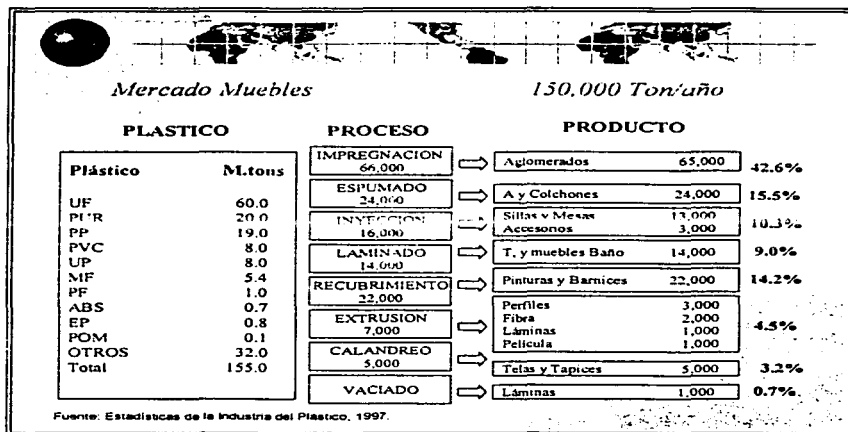 Mercado Muebles
150,000 Ton/año
PLASTICO
Plástico M.tons
UF 60.0
PUR 20.0
PP 19.0
PVC 8.0
UP 8.0
MF 5.4
PF 1.0
ABS 0.7
EP 0.8
POM 0.1
OTROS 32.0
Total 155.0
PROCESO
IMPREGNACION
66,000
ESPUMADO
24,000
INYECCION
16,000
LAMINADO
14,000
RECUBRIMIENTO
22,000
EXTRUSION
7,000
CALANDREO
5,000
VACIADO
PRODUCTO
Aglomerados 65,000 42.6%
A y Colchones 24,000 15.5%
Sillas y Mesas 13,000
Accesorios 3,000
10.3%
T. y muebles Baño 14,000 9.0%
Pinturas y Barnices 22,000 14.2%
Perfiles 3,000
Fibra 2,000
Láminas 1,000
Película 1,000
4.5%
Telas y Tapices 5,000 3.2%
Láminas 1,000 0.7%
Fuente: Estadísticas de la Industria del Plástico, 1997.